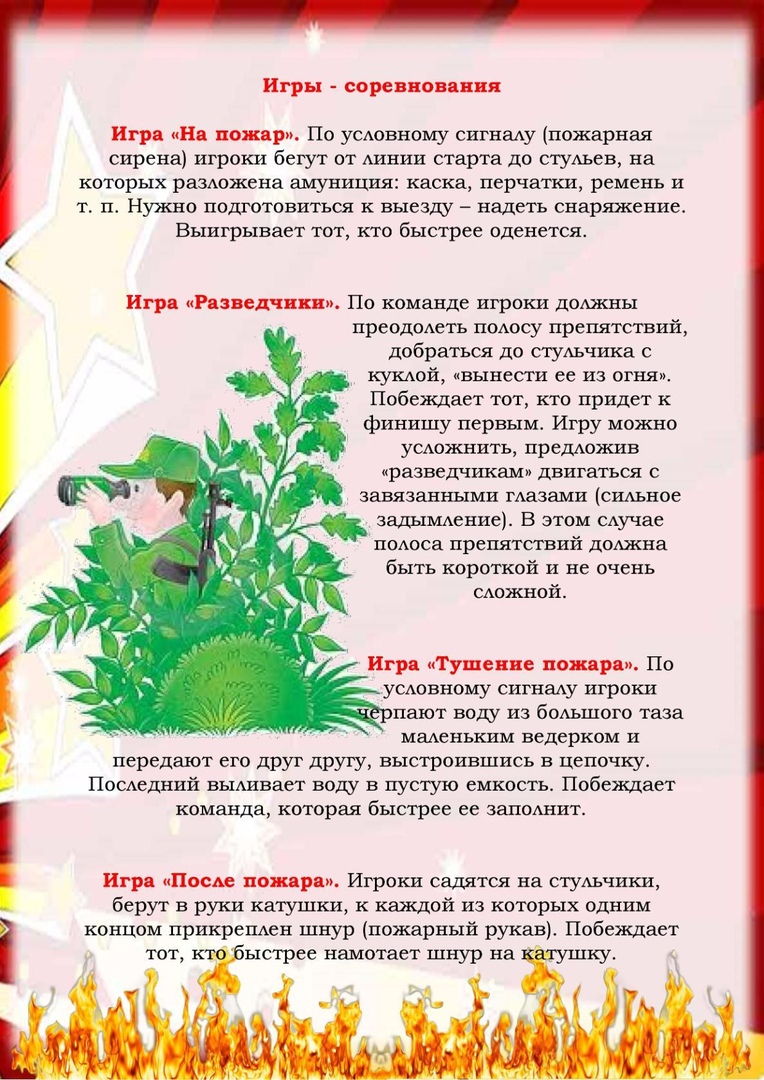 Игры - соревнования
Игра «На пожар». По условному сигналу (пожарная
сирена) игроки бегут от линии старта до стульев, на
которых разложена амуниция: каска, перчатки, ремень и
т. п. Нужно подготовиться к выезду – надеть снаряжение.
Выигрывает тот, кто быстрее оденется.
Игра «Разведчики». По команде игроки должны
преодолеть полосу препятствий,
добраться до стульчика с
куклой, «вынести ее из огня».
Побеждает тот, кто придет к
финишу первым. Игру можно
усложнить, предложив
«разведчикам» двигаться с
завязанными глазами (сильное
задымление). В этом случае
полоса препятствий должна
быть короткой и не очень
сложной.
Игра «Тушение пожара». По
условному сигналу игроки
черпают воду из большого таза
маленьким ведерком и
передают его друг другу, выстроившись в цепочку.
Последний выливает воду в пустую емкость. Побеждает
команда, которая быстрее ее заполнит.
Игра «После пожара». Игроки садятся на стульчики,
берут в руки катушки, к каждой из которых одним
концом прикреплен шнур (пожарный рукав). Побеждает
тот, кто быстрее намотает шнур на катушку.